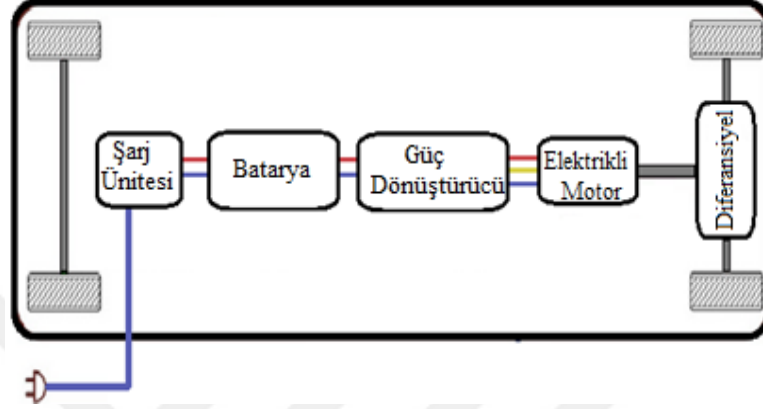 Şarj
Ünitesi
Batarya
Güç
Dönüştürücü
Elektrikli
Motor
Diferansiyel